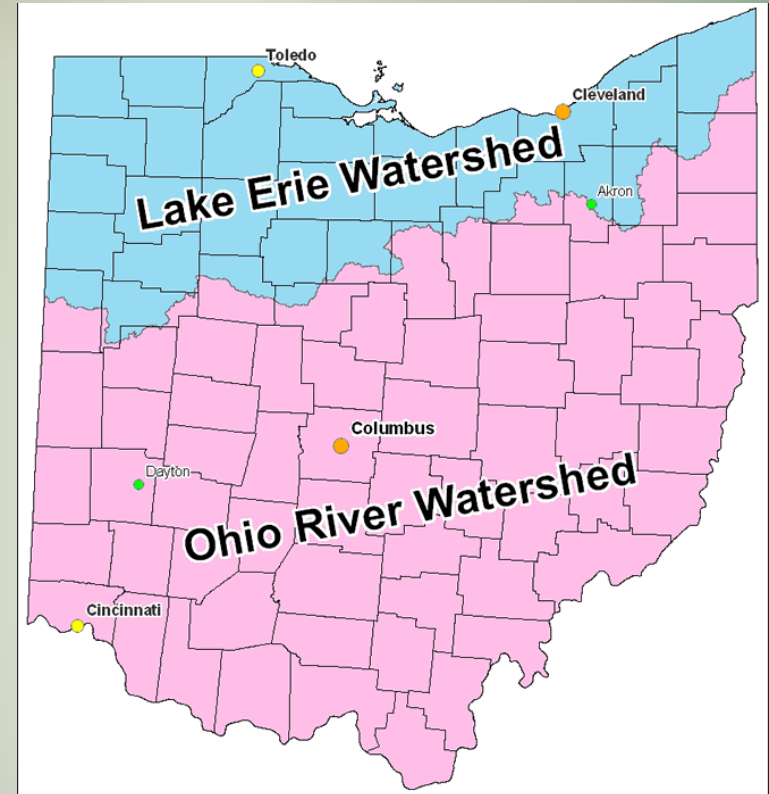 Toledo
Cleveland
Lake Erie Watershed
Akron
Columbus
Dayton
Ohio River Watershed
Cincinnati